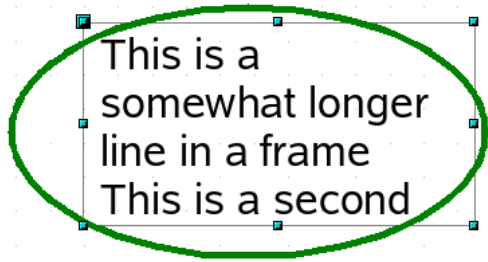 This is a
somewhat longer
line in a frame
This is a second